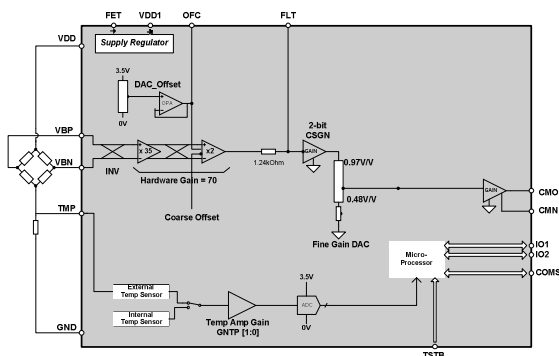 FET VDD1 OFC FLT
VDD
Supply Regulator
3.5V
DAC_Offset
OPA
0V
2-bit
CSGN
VBP
x 35
x2
GAIN
0.97V/V
VBN
1.24kOhm
INV
Hardware Gain = 70
0.48V/V
GAIN
CMO
CMN
TMP
Coarse Offset
Fine Gain DAC
Micro-
Processor
IO1
IO2
COMS
External
Temp Sensor
3.5V
ADC
Internal
Temp Sensor
0V
Temp Amp Gain
GNTP [1:0]
GND
TSTB